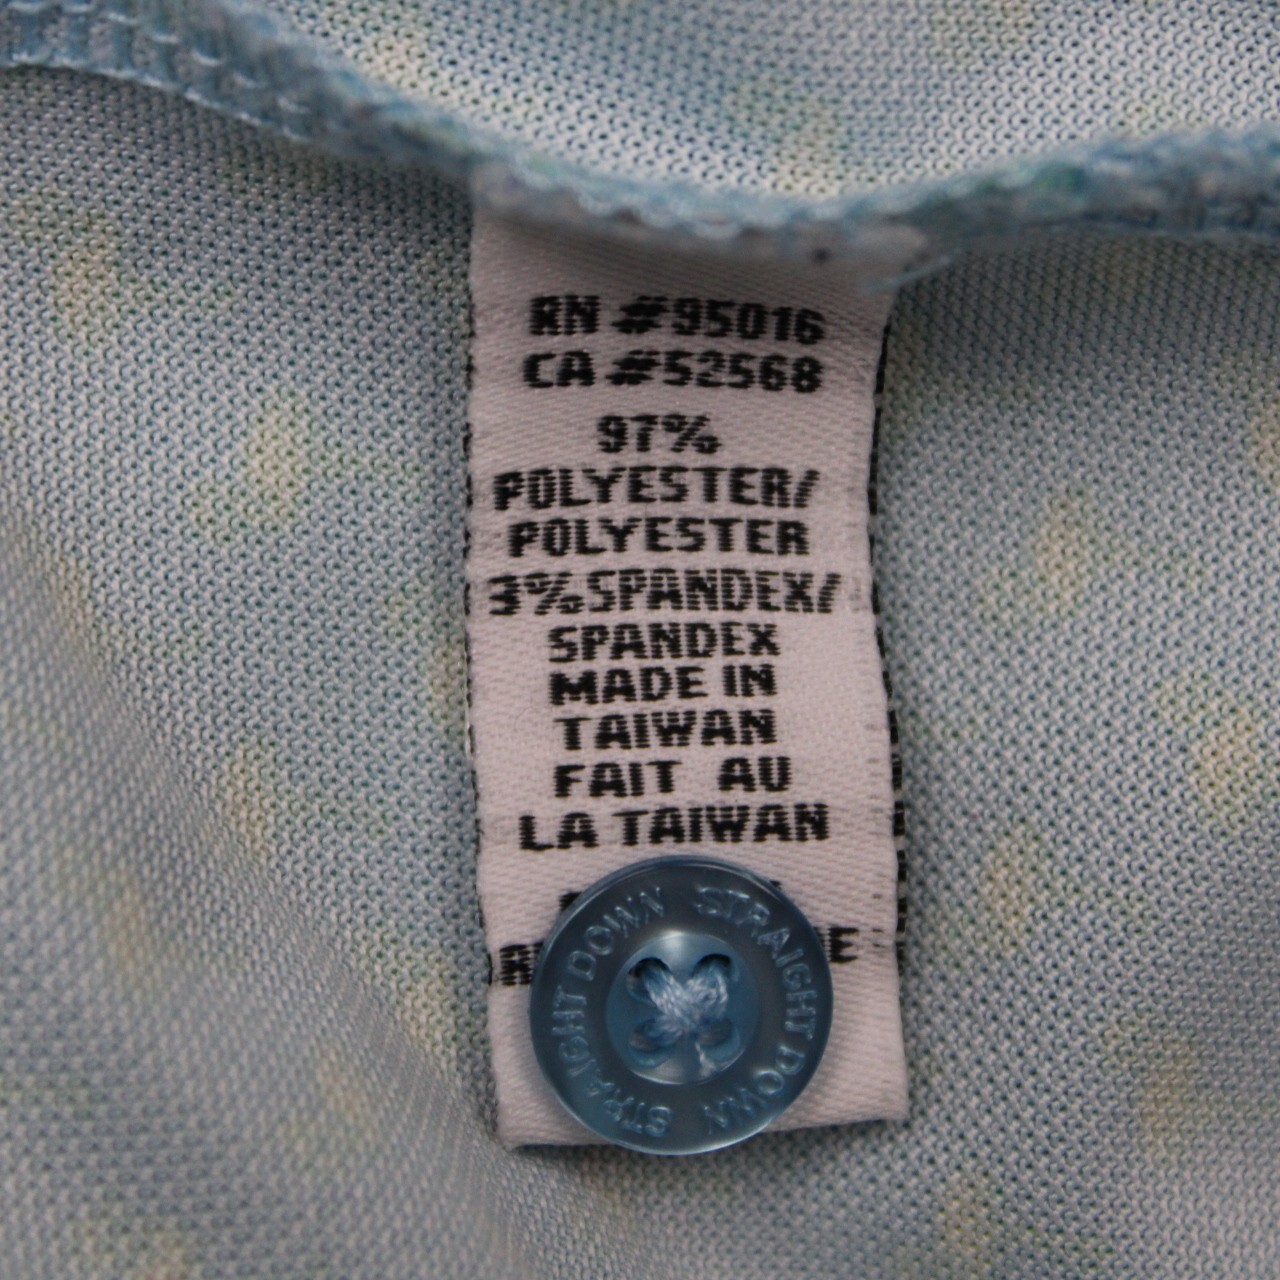 RN #95016
CA #52568
97%
POLYESTER/
POLYESTER
3%SPANDEX/
SPANDEX
MADE IN
TAIWAN
FAIT AU
LA TAIWAN
STRAIGHT DOWN STRAIGHT DOWN